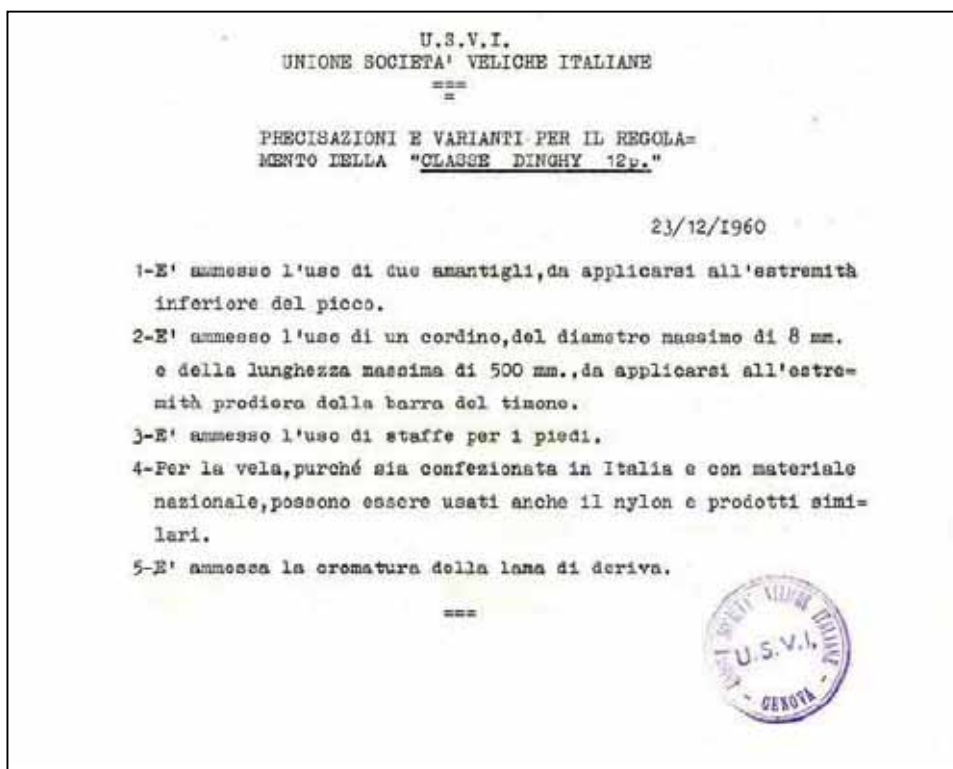 U.S.V.I.
UNIONE SOCIETA' VELICHE ITALIANE
===
=
PRECISAZIONI E VARIANTI PER IL REGOLA=
MENTO DELLA "CLASSE DINGHY 12p."
23/12/I960
1-E' ammesso l'uso di due amantigli,da applicarsi all'estremità
inferiore del picco.
2-E' ammesso l'uso di un cordino,del diametro massimo di 8 mm.
e della lunghezza massima di 500 mm.,da applicarsi all'estre=
mità prodiera della barra del timone.
3-E' ammesso l'uso di staffe per i piedi.
4-Per la vela,purché sia confezionata in Italia e con materiale
nazionale,possono essere usati anche il nylon e prodotti simi=
lari.
5-E' ammessa la cromatura della lama di deriva.
===
SOCIETÀ VELICHE ITALIANE
U.S.V.I.
- GENOVA -